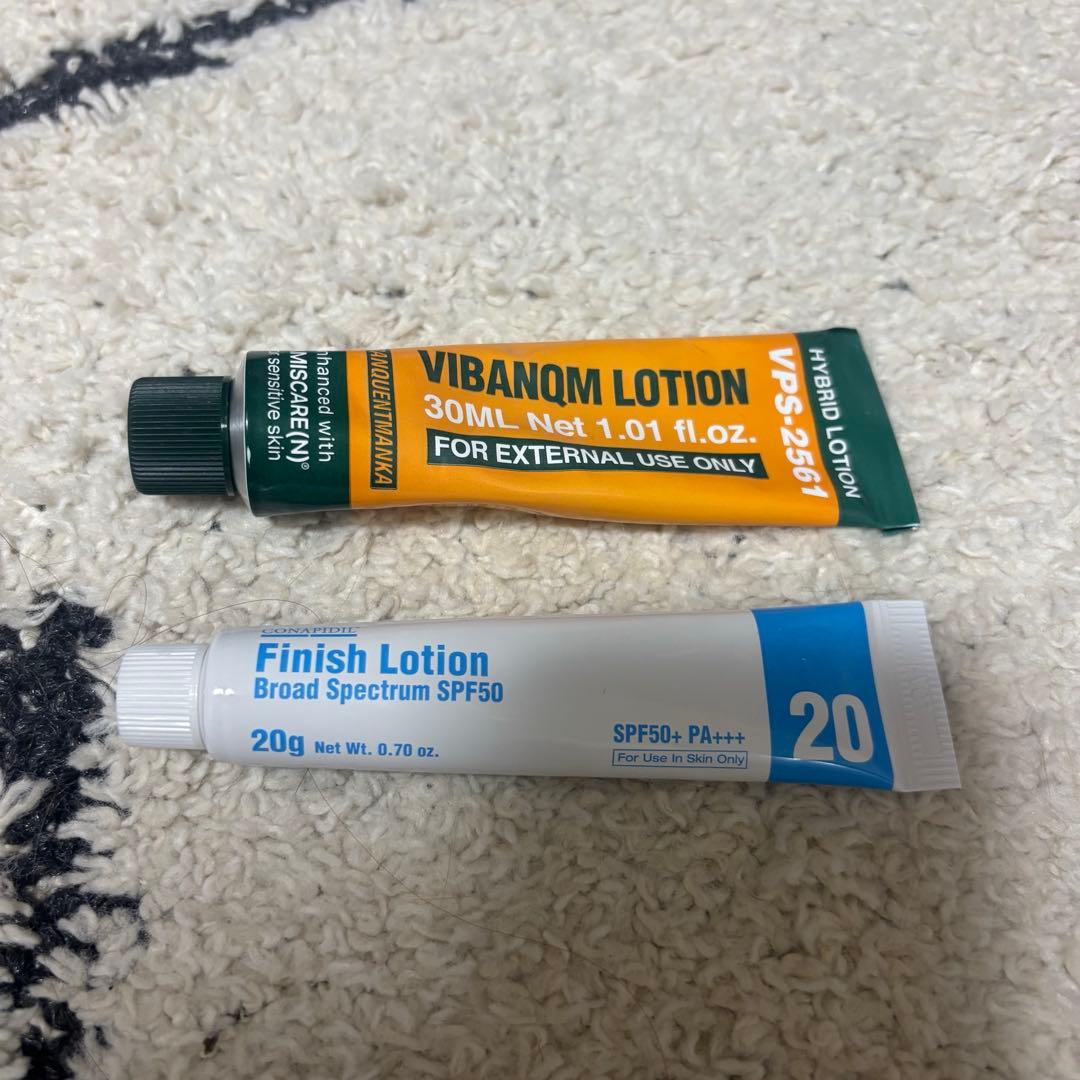 nhanced with
MISCARE(N)®
sensitive skin
ANQUENTMANKA
VIBANQM LOTION
30ML Net 1.01 fl.oz.
FOR EXTERNAL USE ONLY
VPS-2561
HYBRID LOTION
CONAPIDIL
Finish Lotion
Broad Spectrum SPF50
20g Net Wt. 0.70 oz.
SPF50+ PA+++
For Use In Skin Only
20